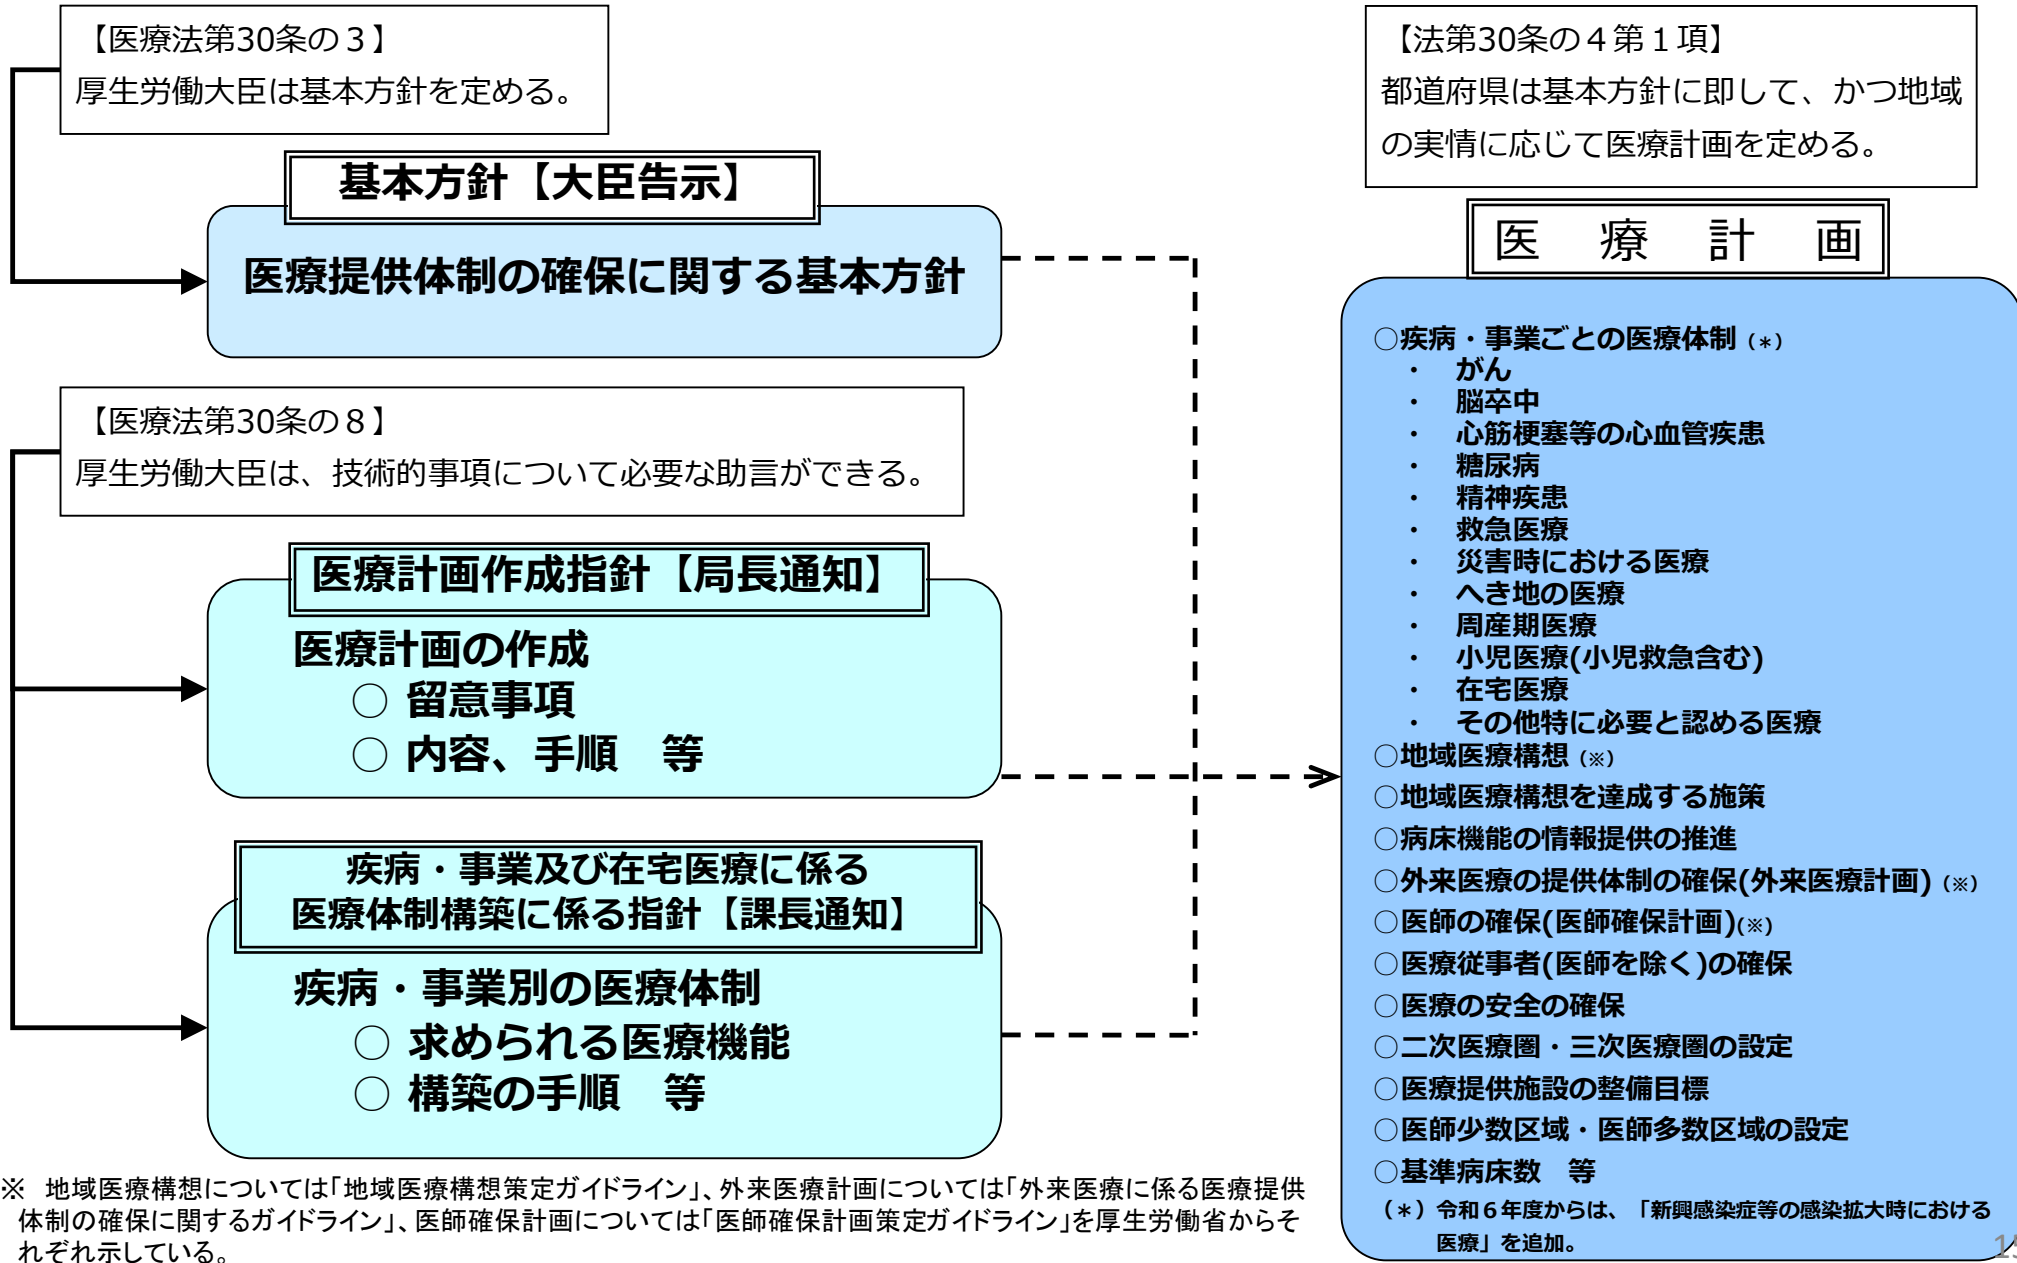 【医療法第30条の３】
厚生労働大臣は基本方針を定める。
基本方針【大臣告示】
医療提供体制の確保に関する基本方針
【医療法第30条の８】
厚生労働大臣は、技術的事項について必要な助言ができる。
医療計画作成指針【局長通知】
医療計画の作成
○ 留意事項
○ 内容、手順　等
疾病・事業及び在宅医療に係る
医療体制構築に係る指針【課長通知】
疾病・事業別の医療体制
○ 求められる医療機能
○ 構築の手順　等
※　地域医療構想については「地域医療構想策定ガイドライン」、外来医療計画については「外来医療に係る医療提供
体制の確保に関するガイドライン」、医師確保計画については「医師確保計画策定ガイドライン」を厚生労働省からそ
れぞれ示している。
【法第30条の４第１項】
都道府県は基本方針に即して、かつ地域
の実情に応じて医療計画を定める。
医　療　計　画
○疾病・事業ごとの医療体制（*）
・　がん
・　脳卒中
・　心筋梗塞等の心血管疾患
・　糖尿病
・　精神疾患
・　救急医療
・　災害時における医療
・　へき地の医療
・　周産期医療
・　小児医療(小児救急含む)
・　在宅医療
・　その他特に必要と認める医療
○地域医療構想（※）
○地域医療構想を達成する施策
○病床機能の情報提供の推進
○外来医療の提供体制の確保(外来医療計画)（※）
○医師の確保(医師確保計画)(※)
○医療従事者(医師を除く)の確保
○医療の安全の確保
○二次医療圏・三次医療圏の設定
○医療提供施設の整備目標
○医師少数区域・医師多数区域の設定
○基準病床数　等
（*）令和６年度からは、「新興感染症等の感染拡大時における
医療」を追加。